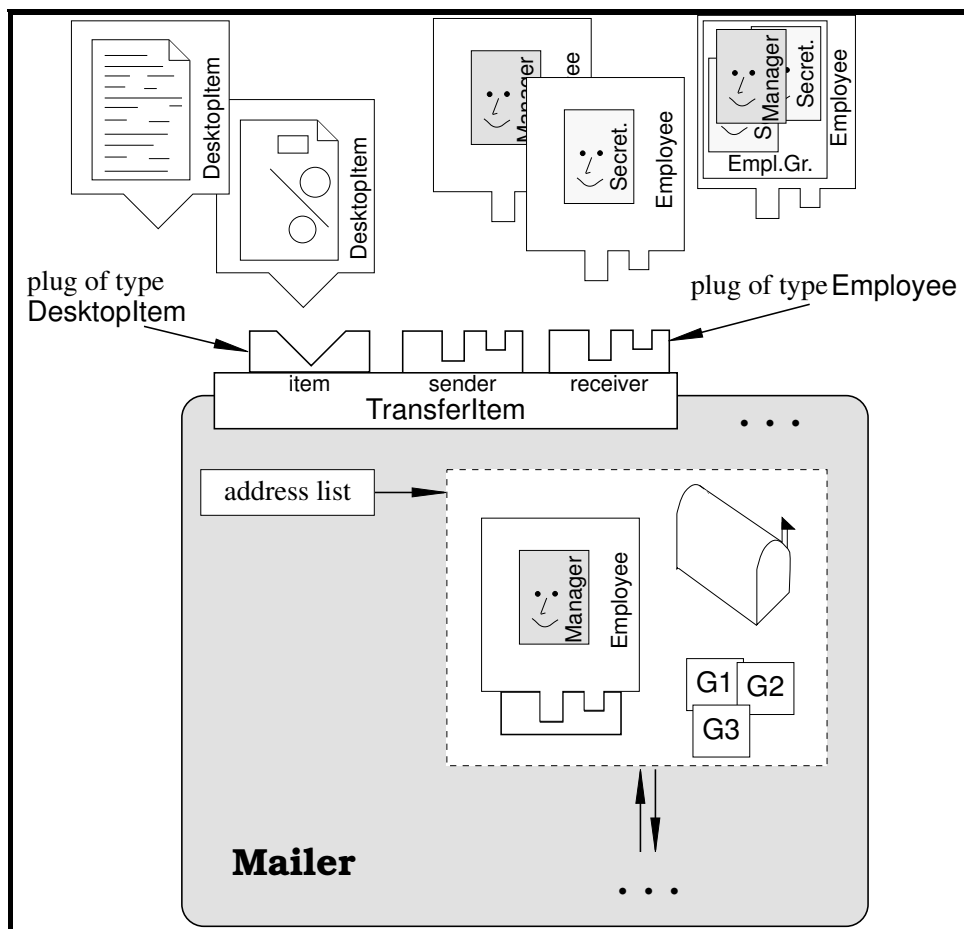 DesktopItem
DesktopItem
Manager
Employee
Secret.
Manager
Secret.
Employee
Empl.Gr.
plug of type
DesktopItem
plug of type Employee
item
sender
receiver
TransferItem
• • •
address list
Manager
Employee
G1
G2
G3
Mailer
• • •